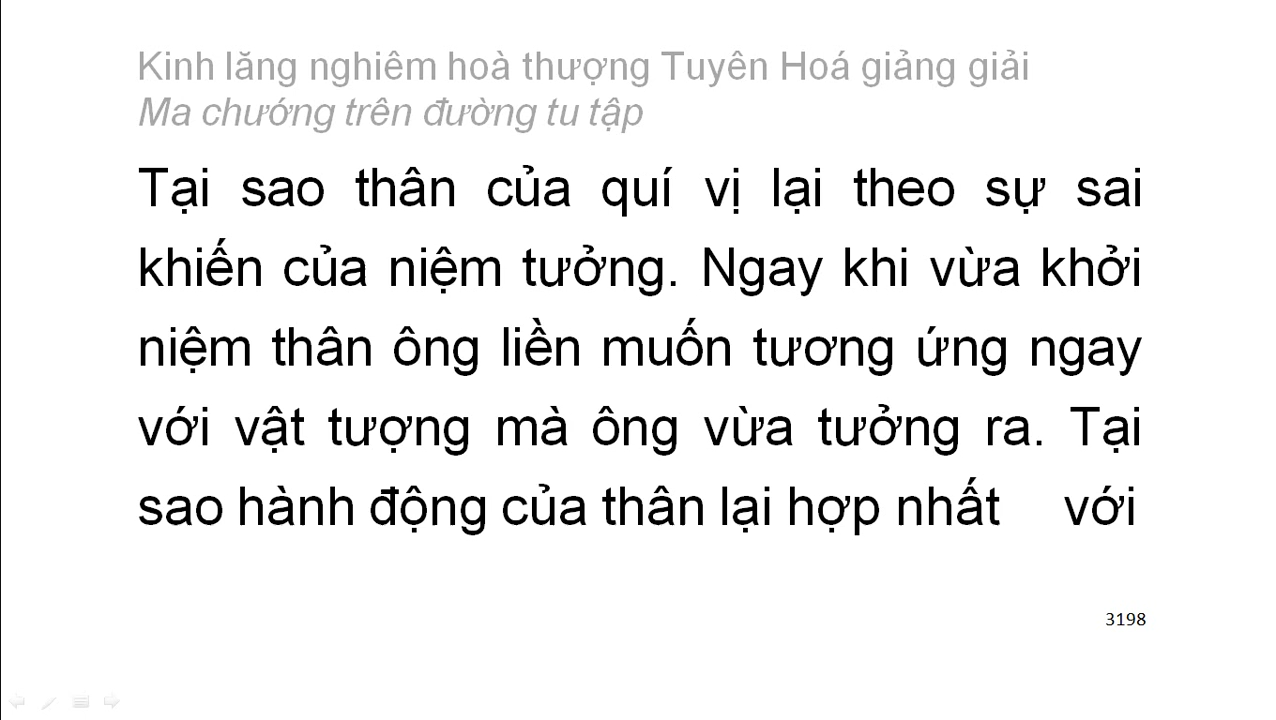 Kinh lăng nghiêm hoà thượng Tuyên Hoá giảng giải
Ma chướng trên đường tu tập
Tại sao thân của quí vị lại theo sự sai
khiến của niệm tưởng. Ngay khi vừa khởi
niệm thân ông liền muốn tương ứng ngay
với vật tượng mà ông vừa tưởng ra. Tại
sao hành động của thân lại hợp nhất với
3198